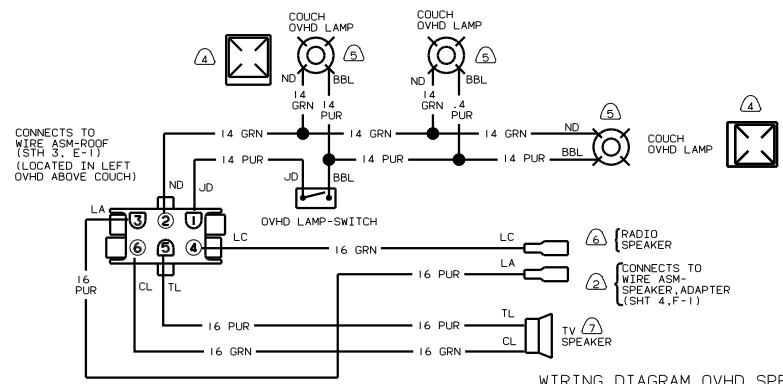 COUCH
OVHD LAMP
COUCH
OVHD LAMP
4
5
5
ND
BBL
ND
BBL
14
GRN
14
PUR
14
GRN
.4
PUR
5
4
CONNECTS TO
WIRE ASM-ROOF
(STH 3, E-1)
(LOCATED IN LEFT
OVHD ABOVE COUCH)
14 GRN
14 GRN
14 GRN
ND
COUCH
OVHD LAMP
14 PUR
14 PUR
14 PUR
BBL
ND
JD
JD
BBL
OVHD LAMP-SWITCH
LA
3
2
1
6
5
4
LC
16 GRN
LC
6
RADIO
SPEAKER
LA
16 PUR
2
CONNECTS TO
WIRE ASM-
SPEAKER,ADAPTER
(SHT 4,F-1)
16
PUR
CL
TL
16 PUR
16 PUR
TL
TV
7
SPEAKER
16 GRN
16 GRN
CL
WIRING DIAGRAM OVHD SPE